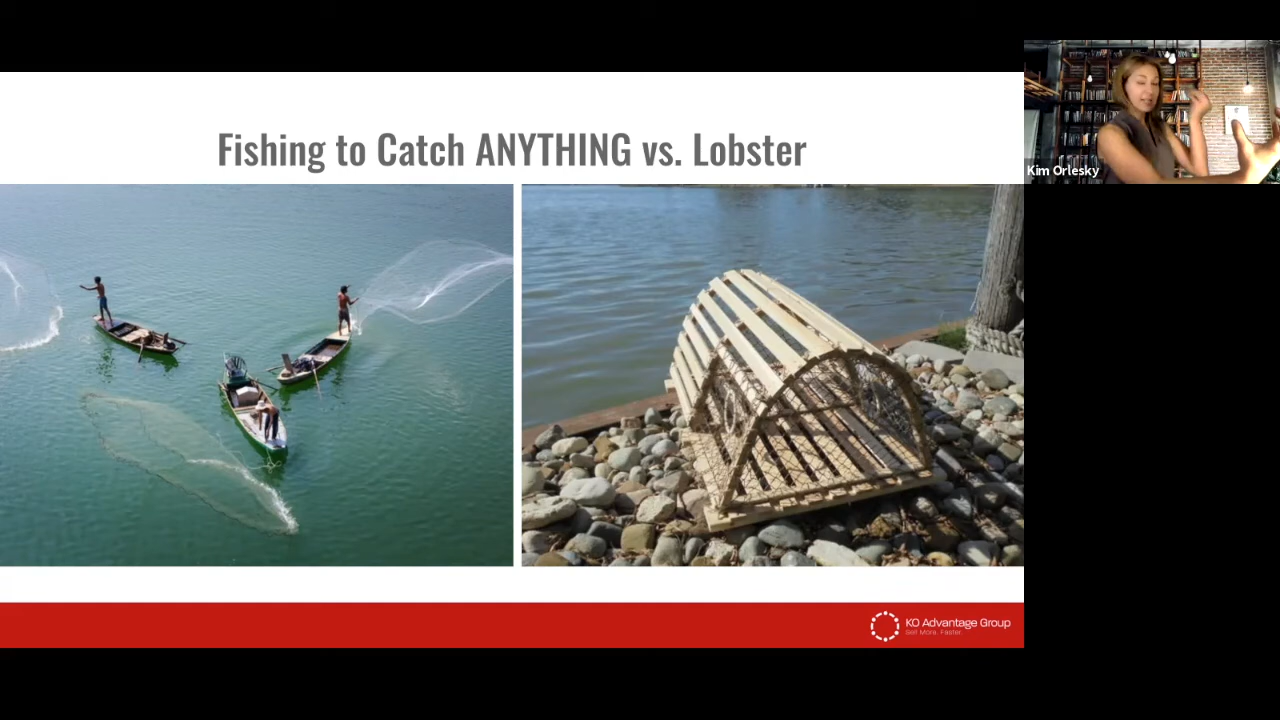 Fishing to Catch ANYTHING vs. Lobster
Kim Orlesky
KO Advantage Group
Sell More. Faster.